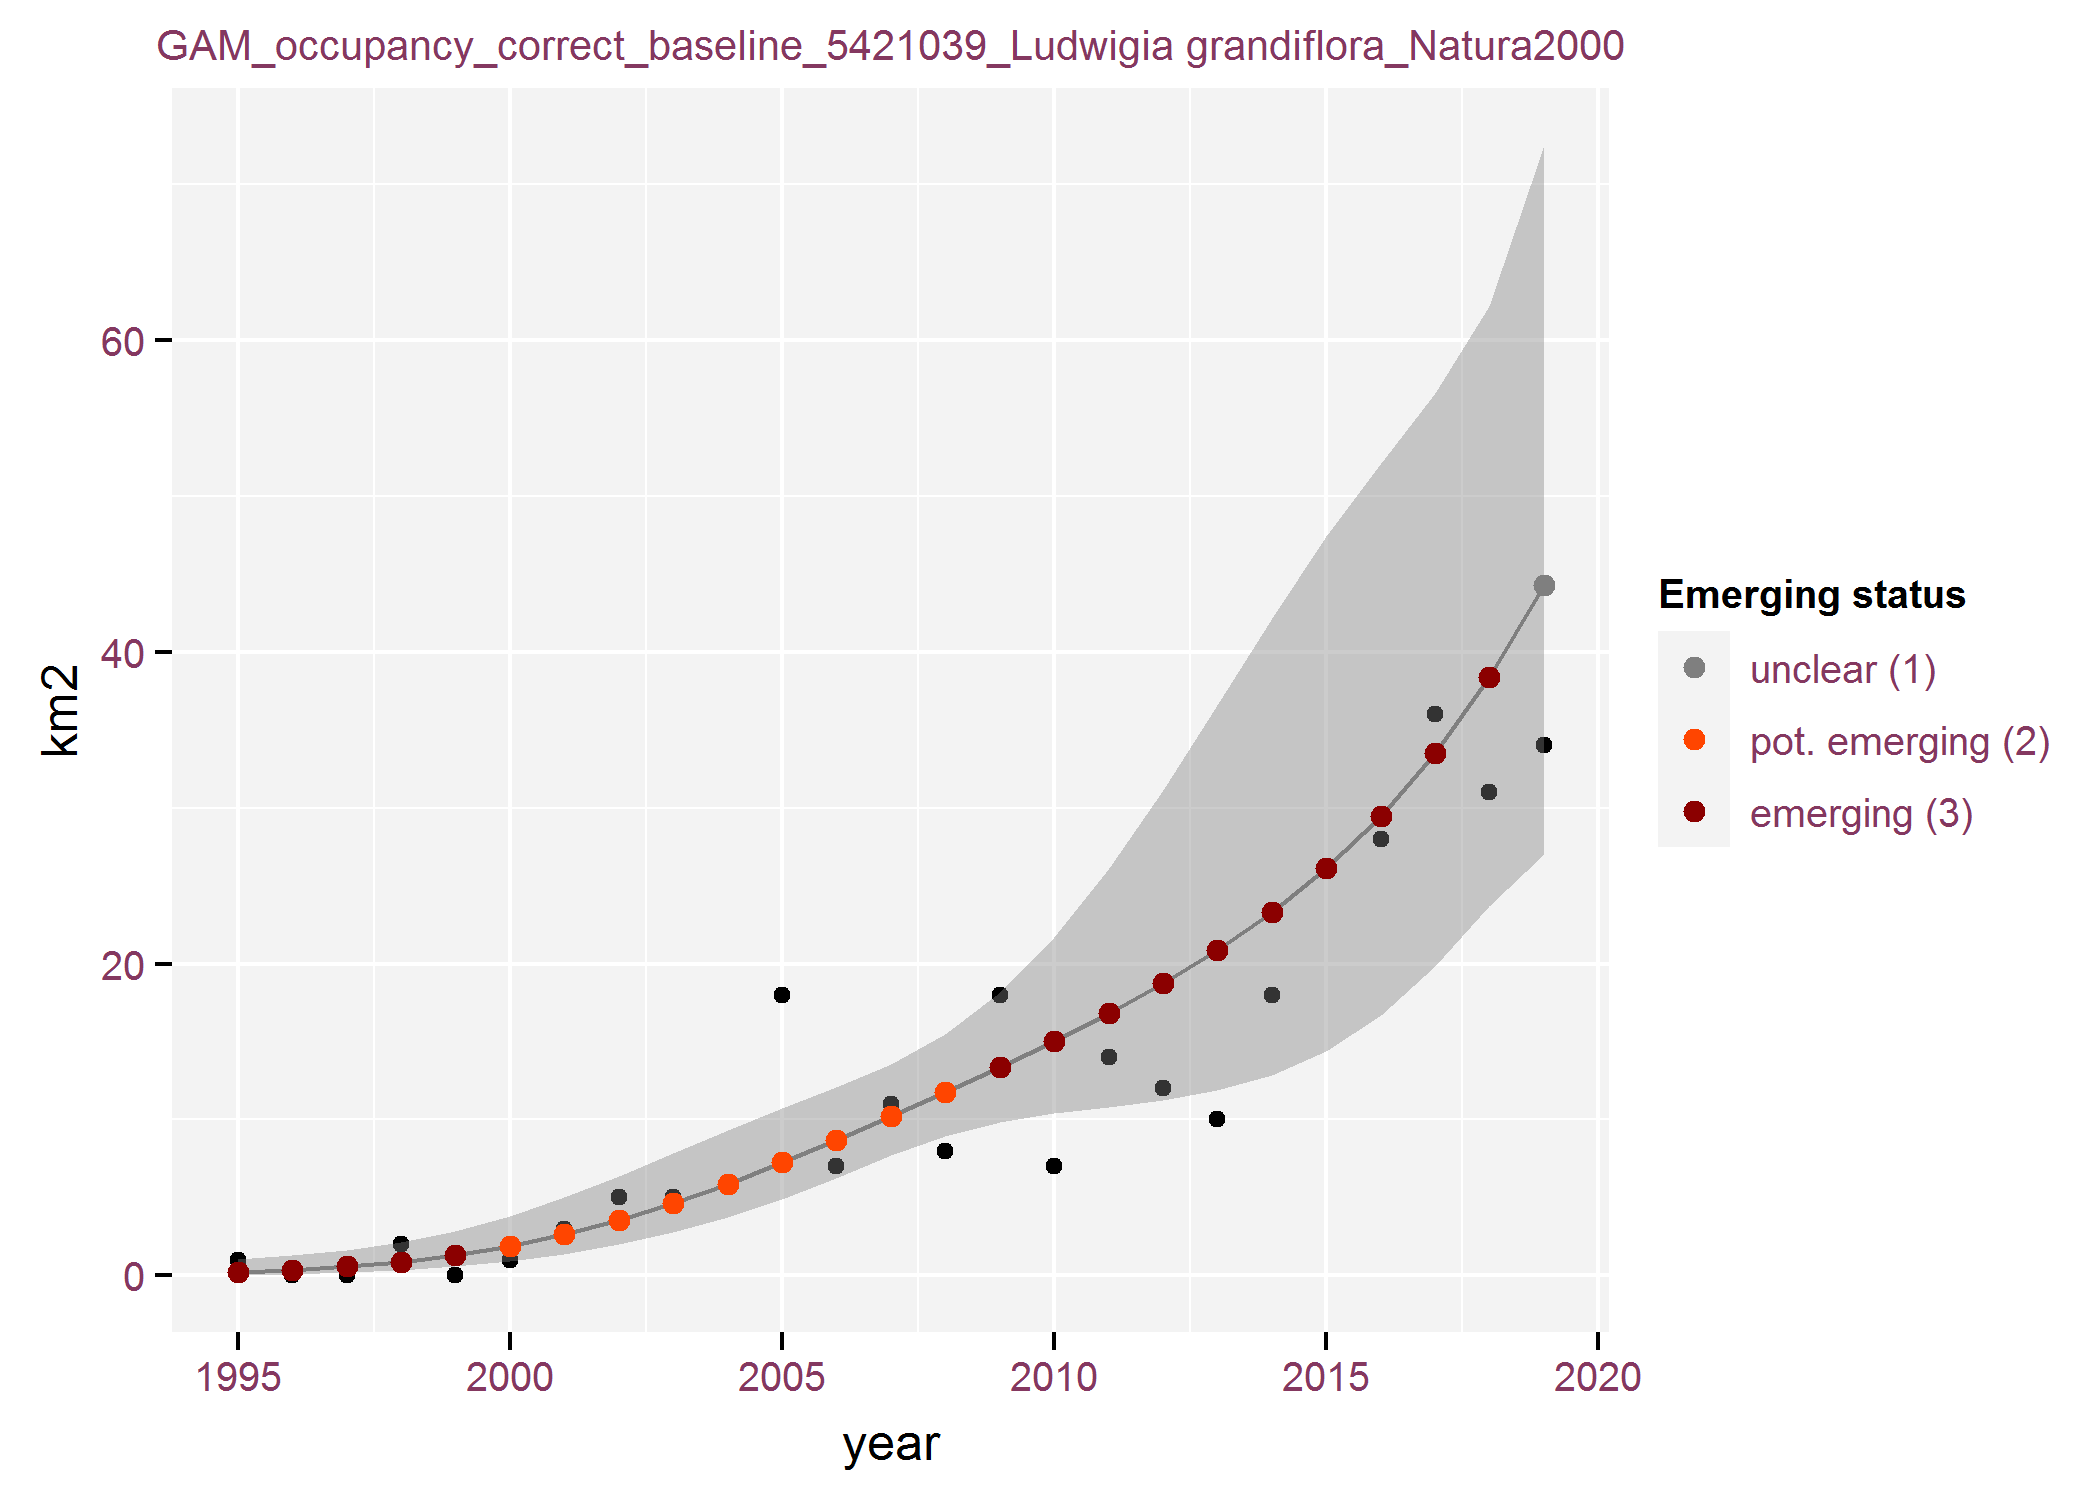 GAM_occupancy_correct_baseline_5421039_Ludwigia grandiflora_Natura2000
60
40
20
0
km2
1995 2000 2005 2010 2015 2020
year
Emerging status
unclear (1)
pot. emerging (2)
emerging (3)